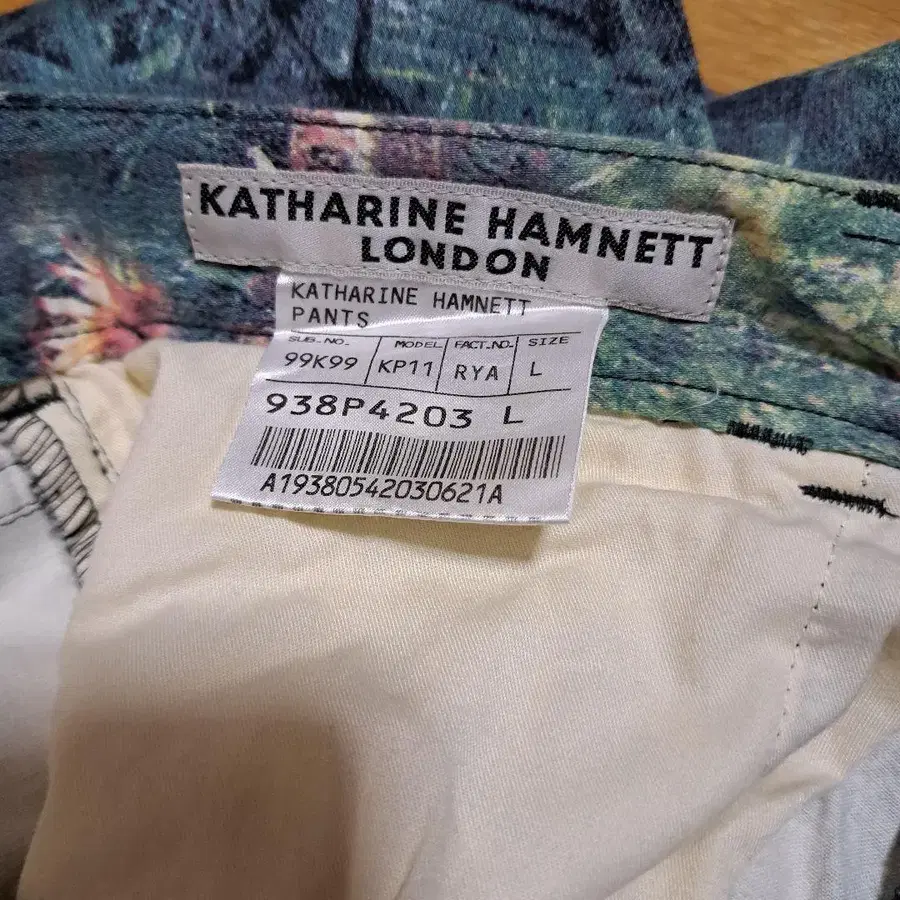 KATHARINE HAMNETT
LONDON
KATHARINE HAMNETT
PANTS
SUB.NO. MODEL FACT.NO. SIZE
99K99 KP11 RYA L
938P4203 L
A19380542030621A